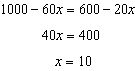 1000 − 60x = 600 − 20x
40x = 400
x = 10